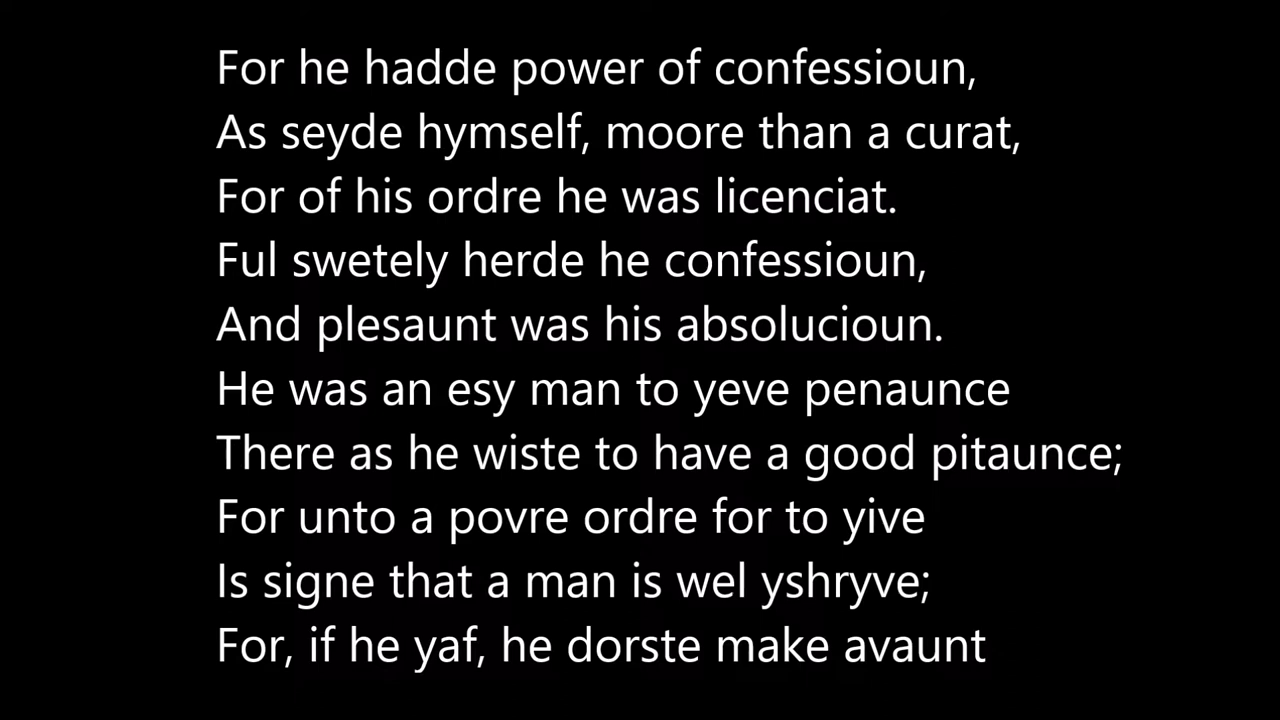 For he hadde power of confessioun,
As seyde hymself, moore than a curat,
For of his ordre he was licenciat.
Ful swetely herde he confessioun,
And plesaunt was his absolucioun.
He was an esy man to yeve penaunce
There as he wiste to have a good pitaunce;
For unto a povre ordre for to yive
Is signe that a man is wel yshryve;
For, if he yaf, he dorste make avaunt